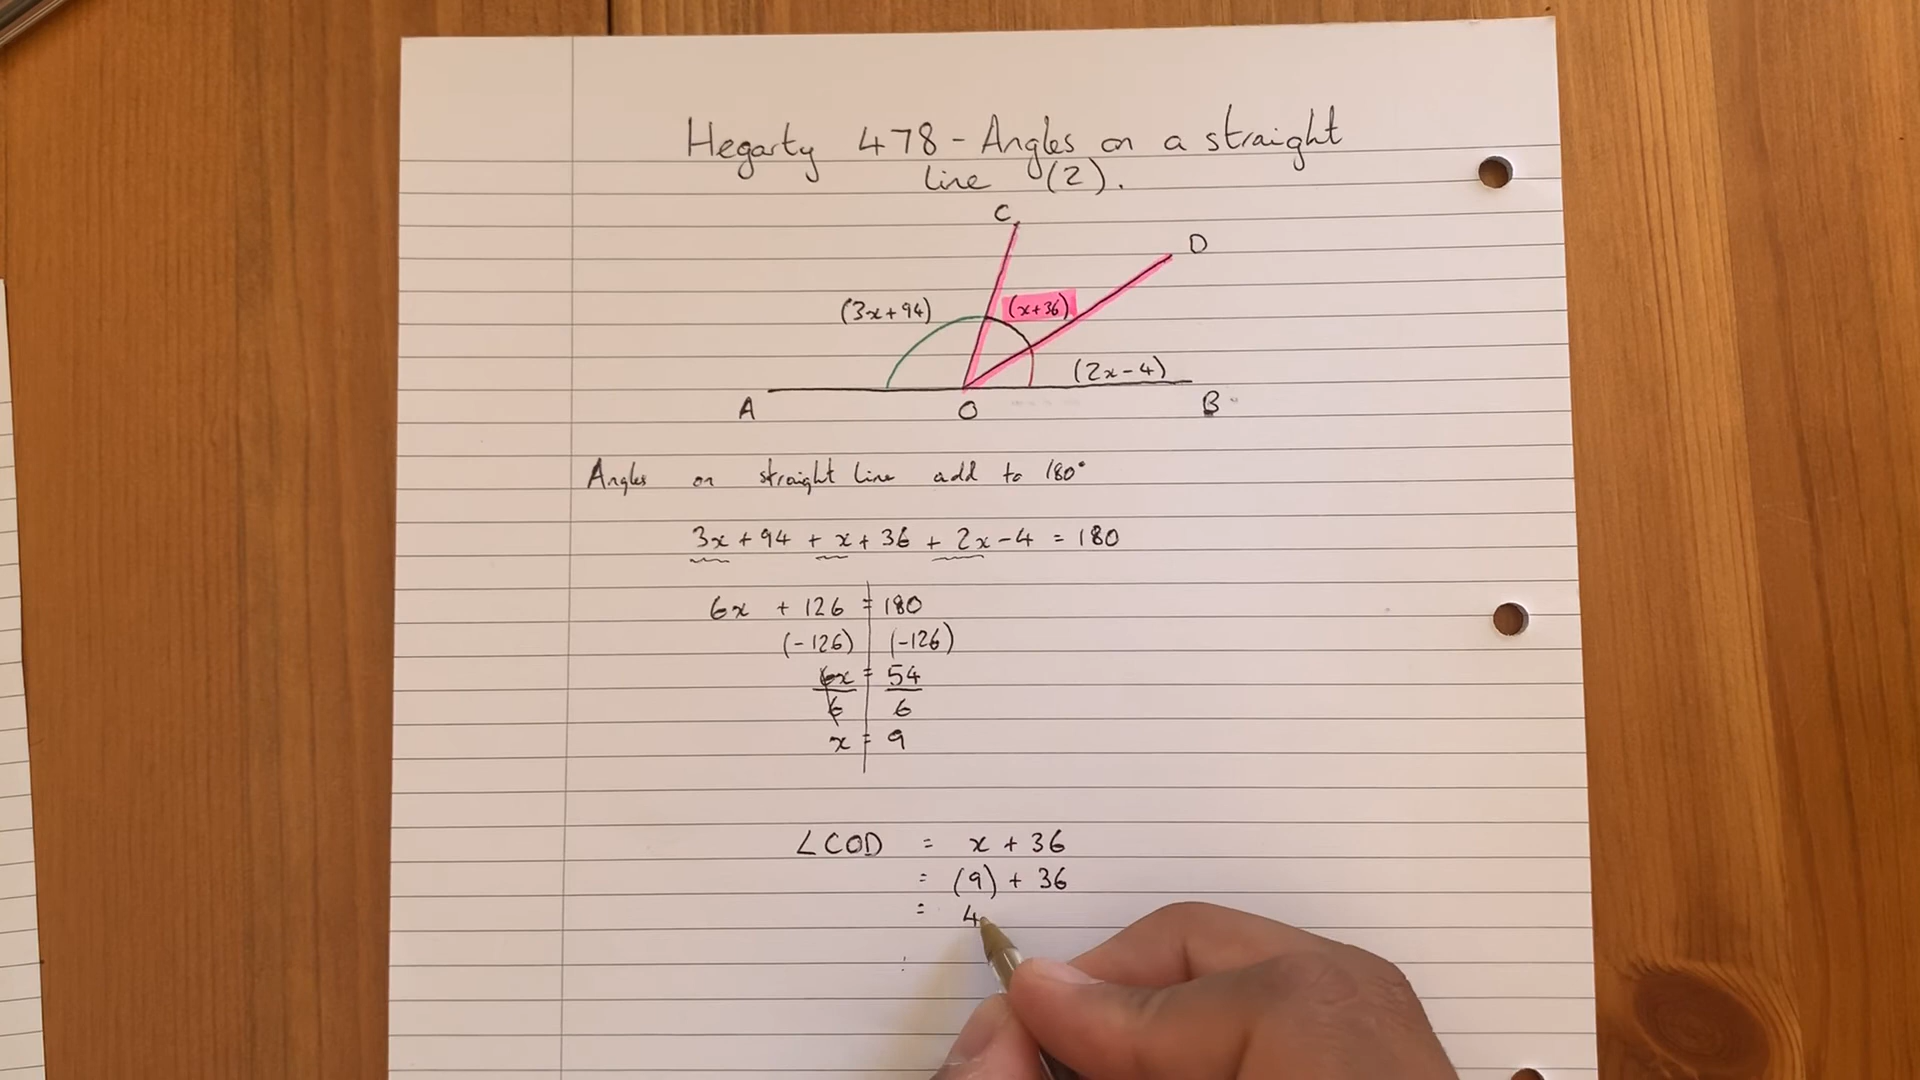 Hegarty 478 - Angles on a straight
line (2).
C
D
(3x+94)
(x+36)
(2x-4)
A
O
B
Angles on straight line add to 180°
3x + 94 + x + 36 + 2x - 4 = 180
6x + 126 = 180
(-126) (-126)
6x = 54
6 6
x = 9
∠COD = x + 36
= (9) + 36
= 4